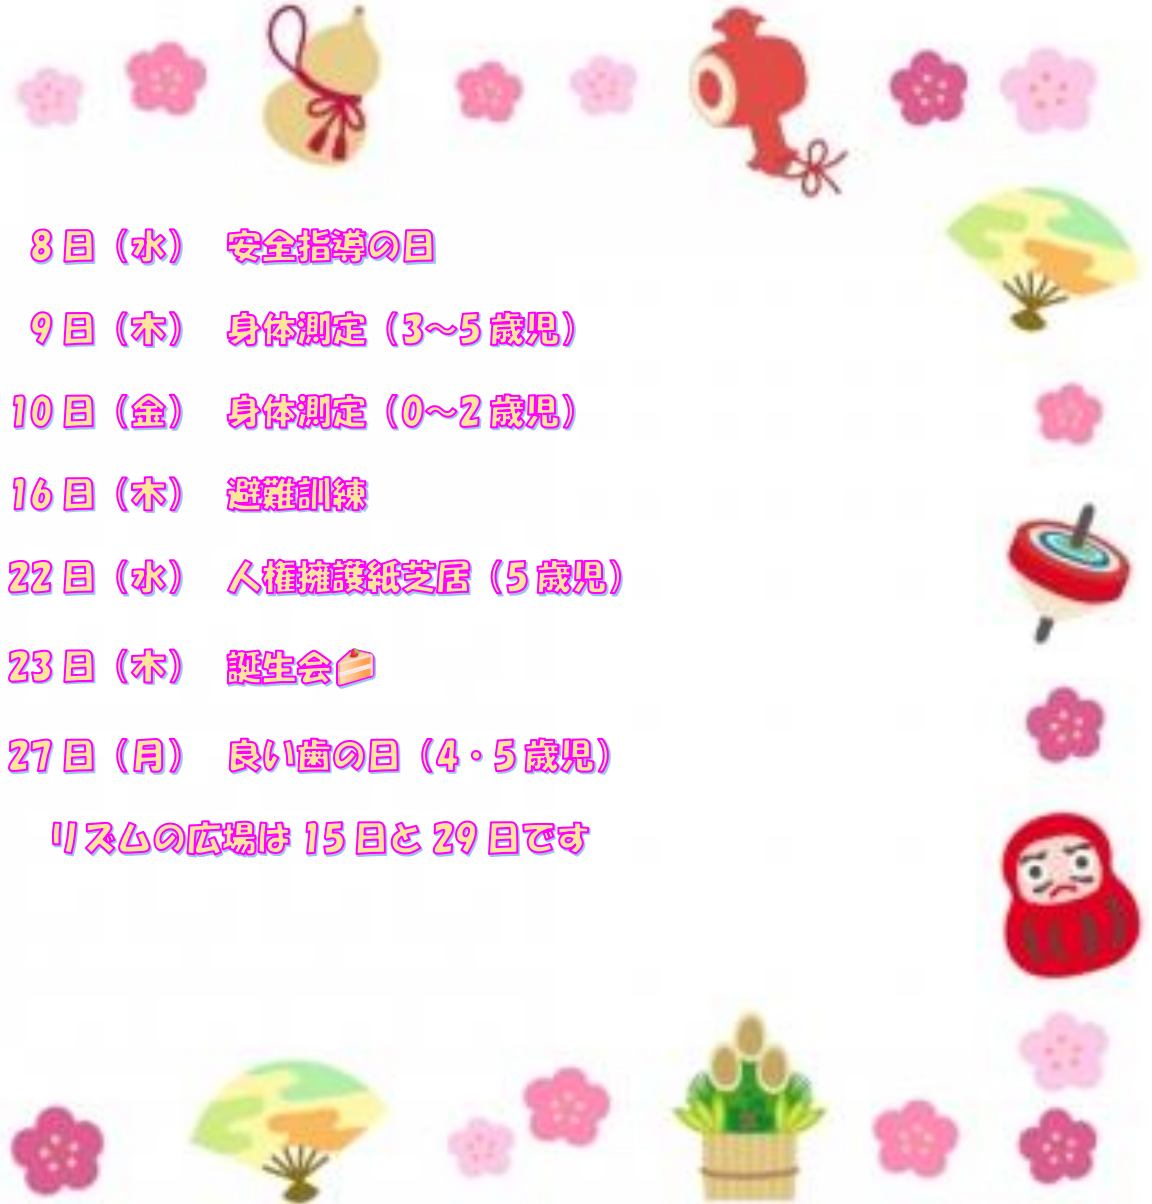 8日（水）　安全指導の日
9日（木）　身体測定（3～5歳児）
10日（金）　身体測定（0～2歳児）
16日（木）　避難訓練
22日（水）　人権擁護紙芝居（5歳児）
23日（木）　誕生会🍰
27日（月）　良い歯の日（4・5歳児）
リズムの広場は 15日と 29日です